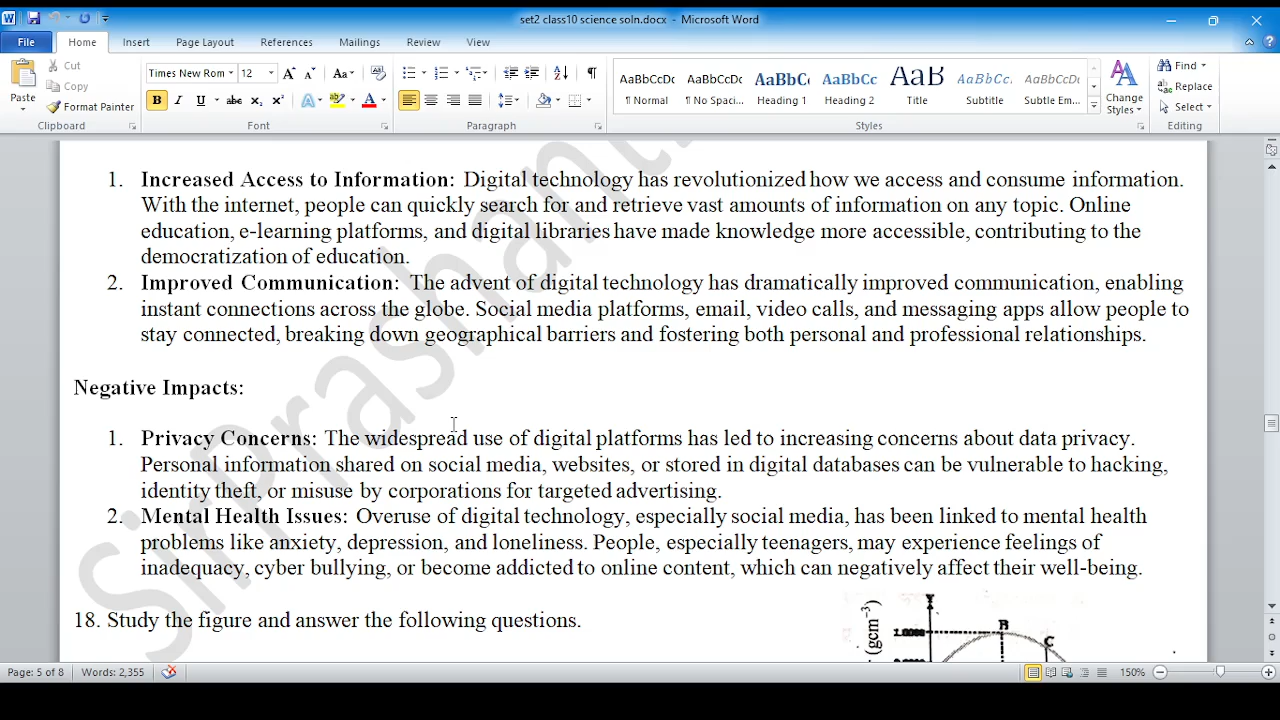 set2 class10 science soln.docx - Microsoft Word
File Home Insert Page Layout References Mailings Review View
Paste Cut Copy Format Painter
Clipboard
Times New Rom 12
Font
Paragraph
AaBbCcDc AaBbCcDc AaBbC AaBbCc AaB AaBbCc. AaBbCcDc
¶ Normal ¶ No Spaci... Heading 1 Heading 2 Title Subtitle Subtle Em...
Styles
Change Styles
Find Replace Select
Editing
1. Increased Access to Information: Digital technology has revolutionized how we access and consume information.
With the internet, people can quickly search for and retrieve vast amounts of information on any topic. Online
education, e-learning platforms, and digital libraries have made knowledge more accessible, contributing to the
democratization of education.
2. Improved Communication: The advent of digital technology has dramatically improved communication, enabling
instant connections across the globe. Social media platforms, email, video calls, and messaging apps allow people to
stay connected, breaking down geographical barriers and fostering both personal and professional relationships.
Negative Impacts:
1. Privacy Concerns: The widespread use of digital platforms has led to increasing concerns about data privacy.
Personal information shared on social media, websites, or stored in digital databases can be vulnerable to hacking,
identity theft, or misuse by corporations for targeted advertising.
2. Mental Health Issues: Overuse of digital technology, especially social media, has been linked to mental health
problems like anxiety, depression, and loneliness. People, especially teenagers, may experience feelings of
inadequacy, cyber bullying, or become addicted to online content, which can negatively affect their well-being.
18. Study the figure and answer the following questions.
Y
(gcm⁻³)
B
C
SirPrashant
Page: 5 of 8 Words: 2,355 150%